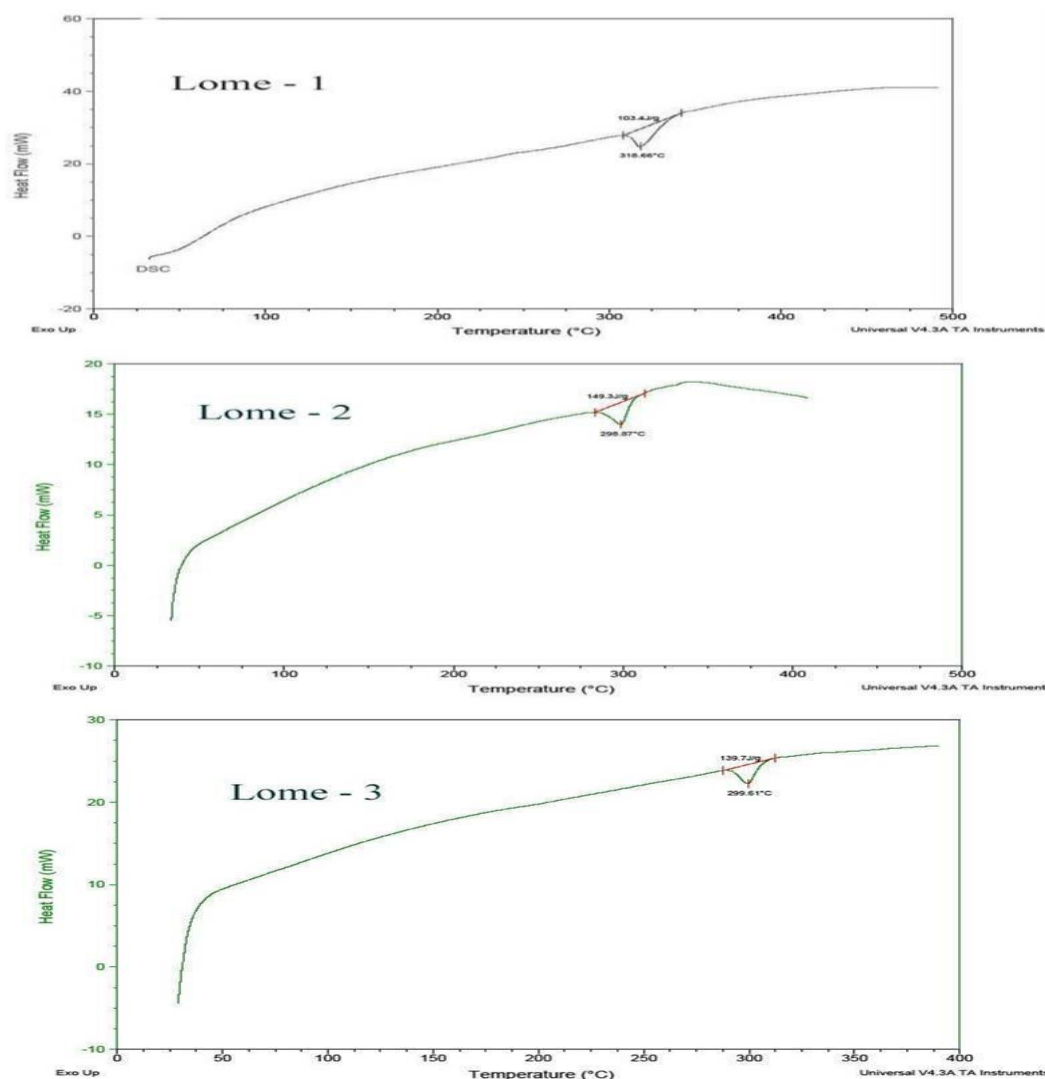 60
Lome - 1
40
103.4J/g
318.66°C
20
Heat Flow (mW)
0
DSC
-20
0 100 200 300 400 500
Exo Up Temperature (°C) Universal V4.3A TA Instruments
20
149.3J/g
15
Lome - 2
298.87°C
10
Heat Flow (mW)
5
0
-5
-10
0 100 200 300 400 500
Exo Up Temperature (°C) Universal V4.3A TA Instruments
30
139.7J/g
Lome - 3
299.61°C
20
Heat Flow (mW)
10
0
-10
0 50 100 150 200 250 300 350 400
Exo Up Temperature (°C) Universal V4.3A TA Instruments